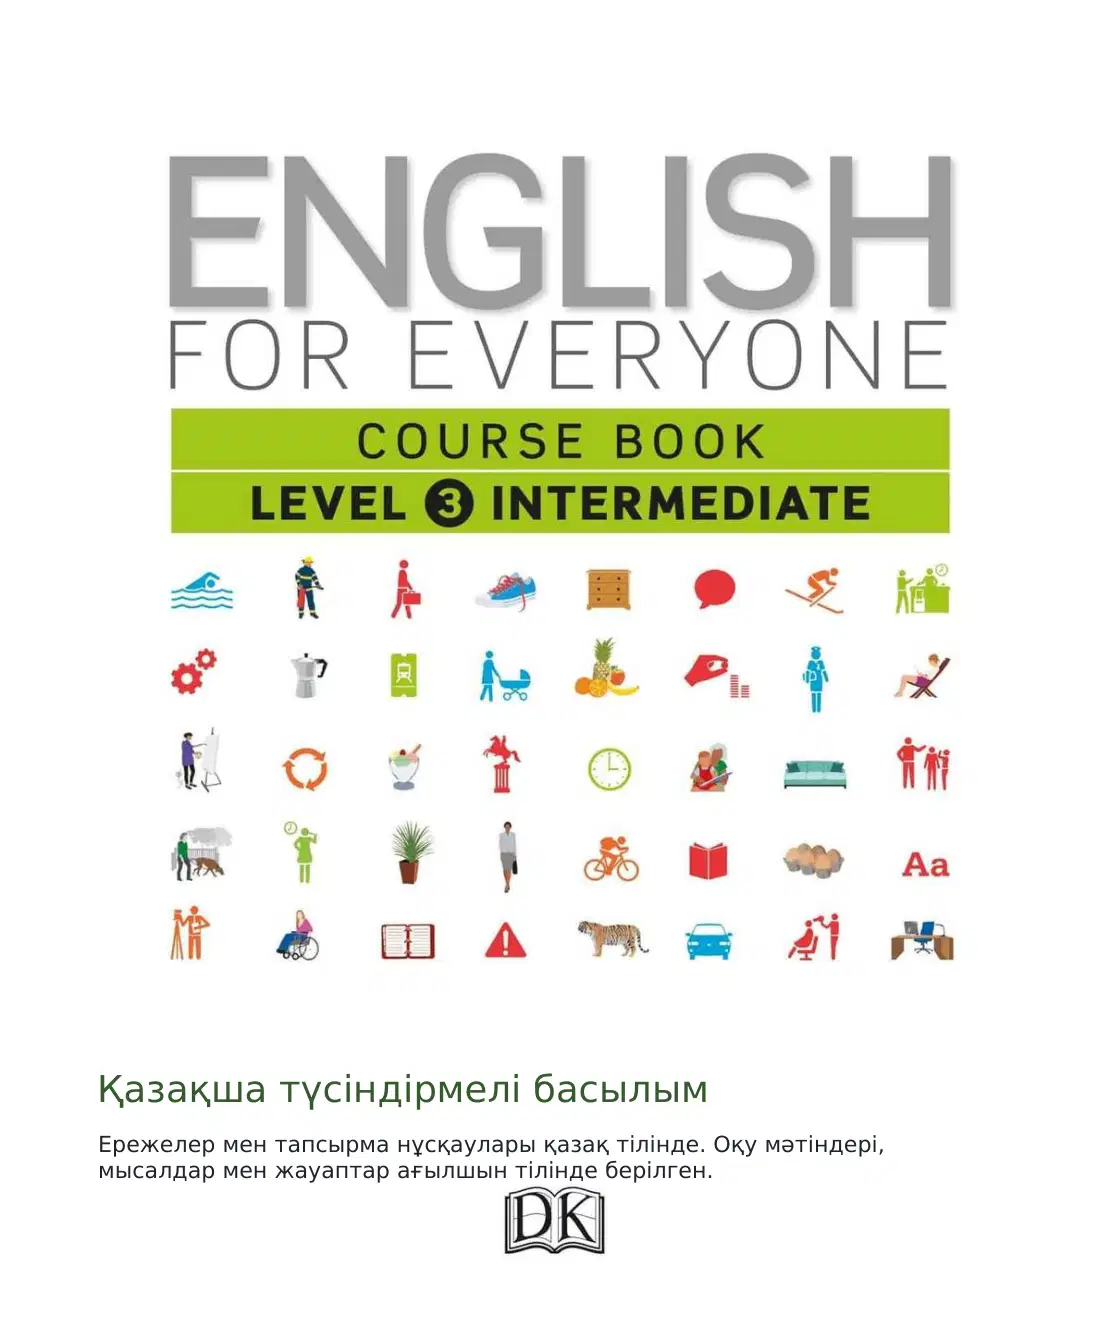 ENGLISH
FOR EVERYONE
COURSE BOOK
LEVEL 3 INTERMEDIATE
Aa
Қазақша түсіндірмелі басылым
Ережелер мен тапсырма нұсқаулары қазақ тілінде. Оқу мәтіндері,
мысалдар мен жауаптар ағылшын тілінде берілген.
DK